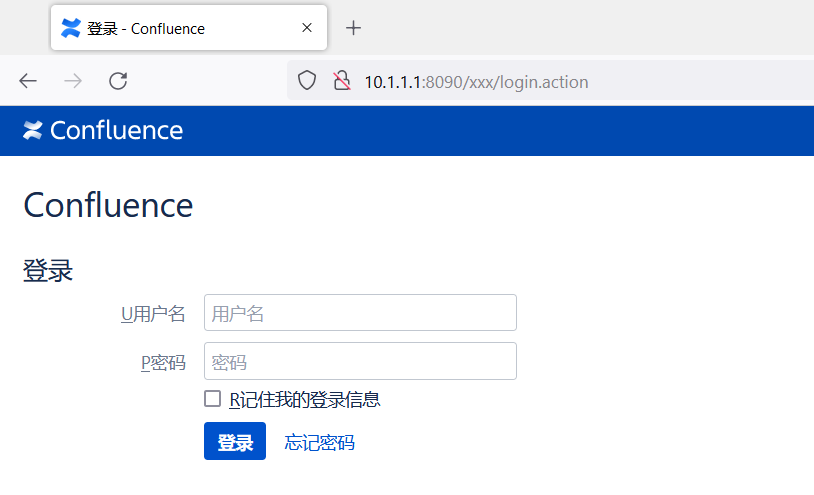 登录 - Confluence
10.1.1.1:8090/xxx/login.action
Confluence
Confluence
登录
U用户名 用户名
P密码 密码
R记住我的登录信息
登录 忘记密码